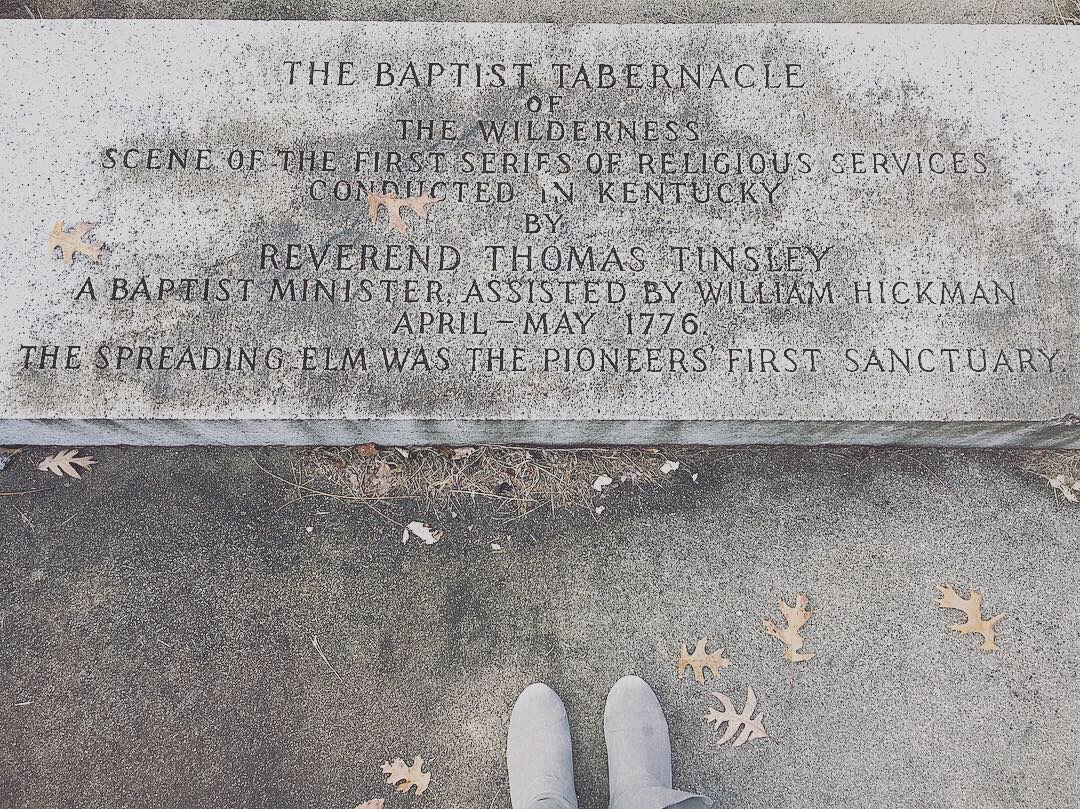 THE BAPTIST TABERNACLE
OF
THE WILDERNESS
SCENE OF THE FIRST SERIES OF RELIGIOUS SERVICES
CONDUCTED IN KENTUCKY
BY
REVEREND THOMAS TINSLEY
A BAPTIST MINISTER, ASSISTED BY WILLIAM HICKMAN
APRIL-MAY 1776.
THE SPREADING ELM WAS THE PIONEERS' FIRST SANCTUARY